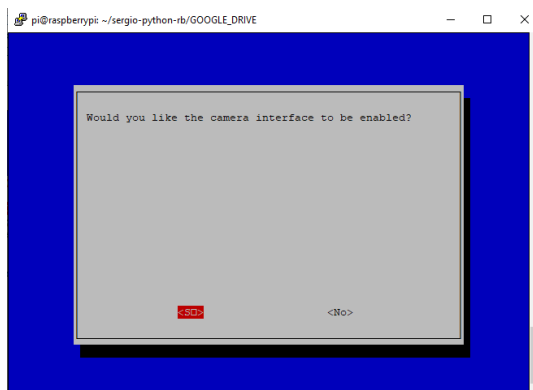 pi@raspberrypi: ~/sergio-python-rb/GOOGLE_DRIVE
Would you like the camera interface to be enabled?
<S□> <No>